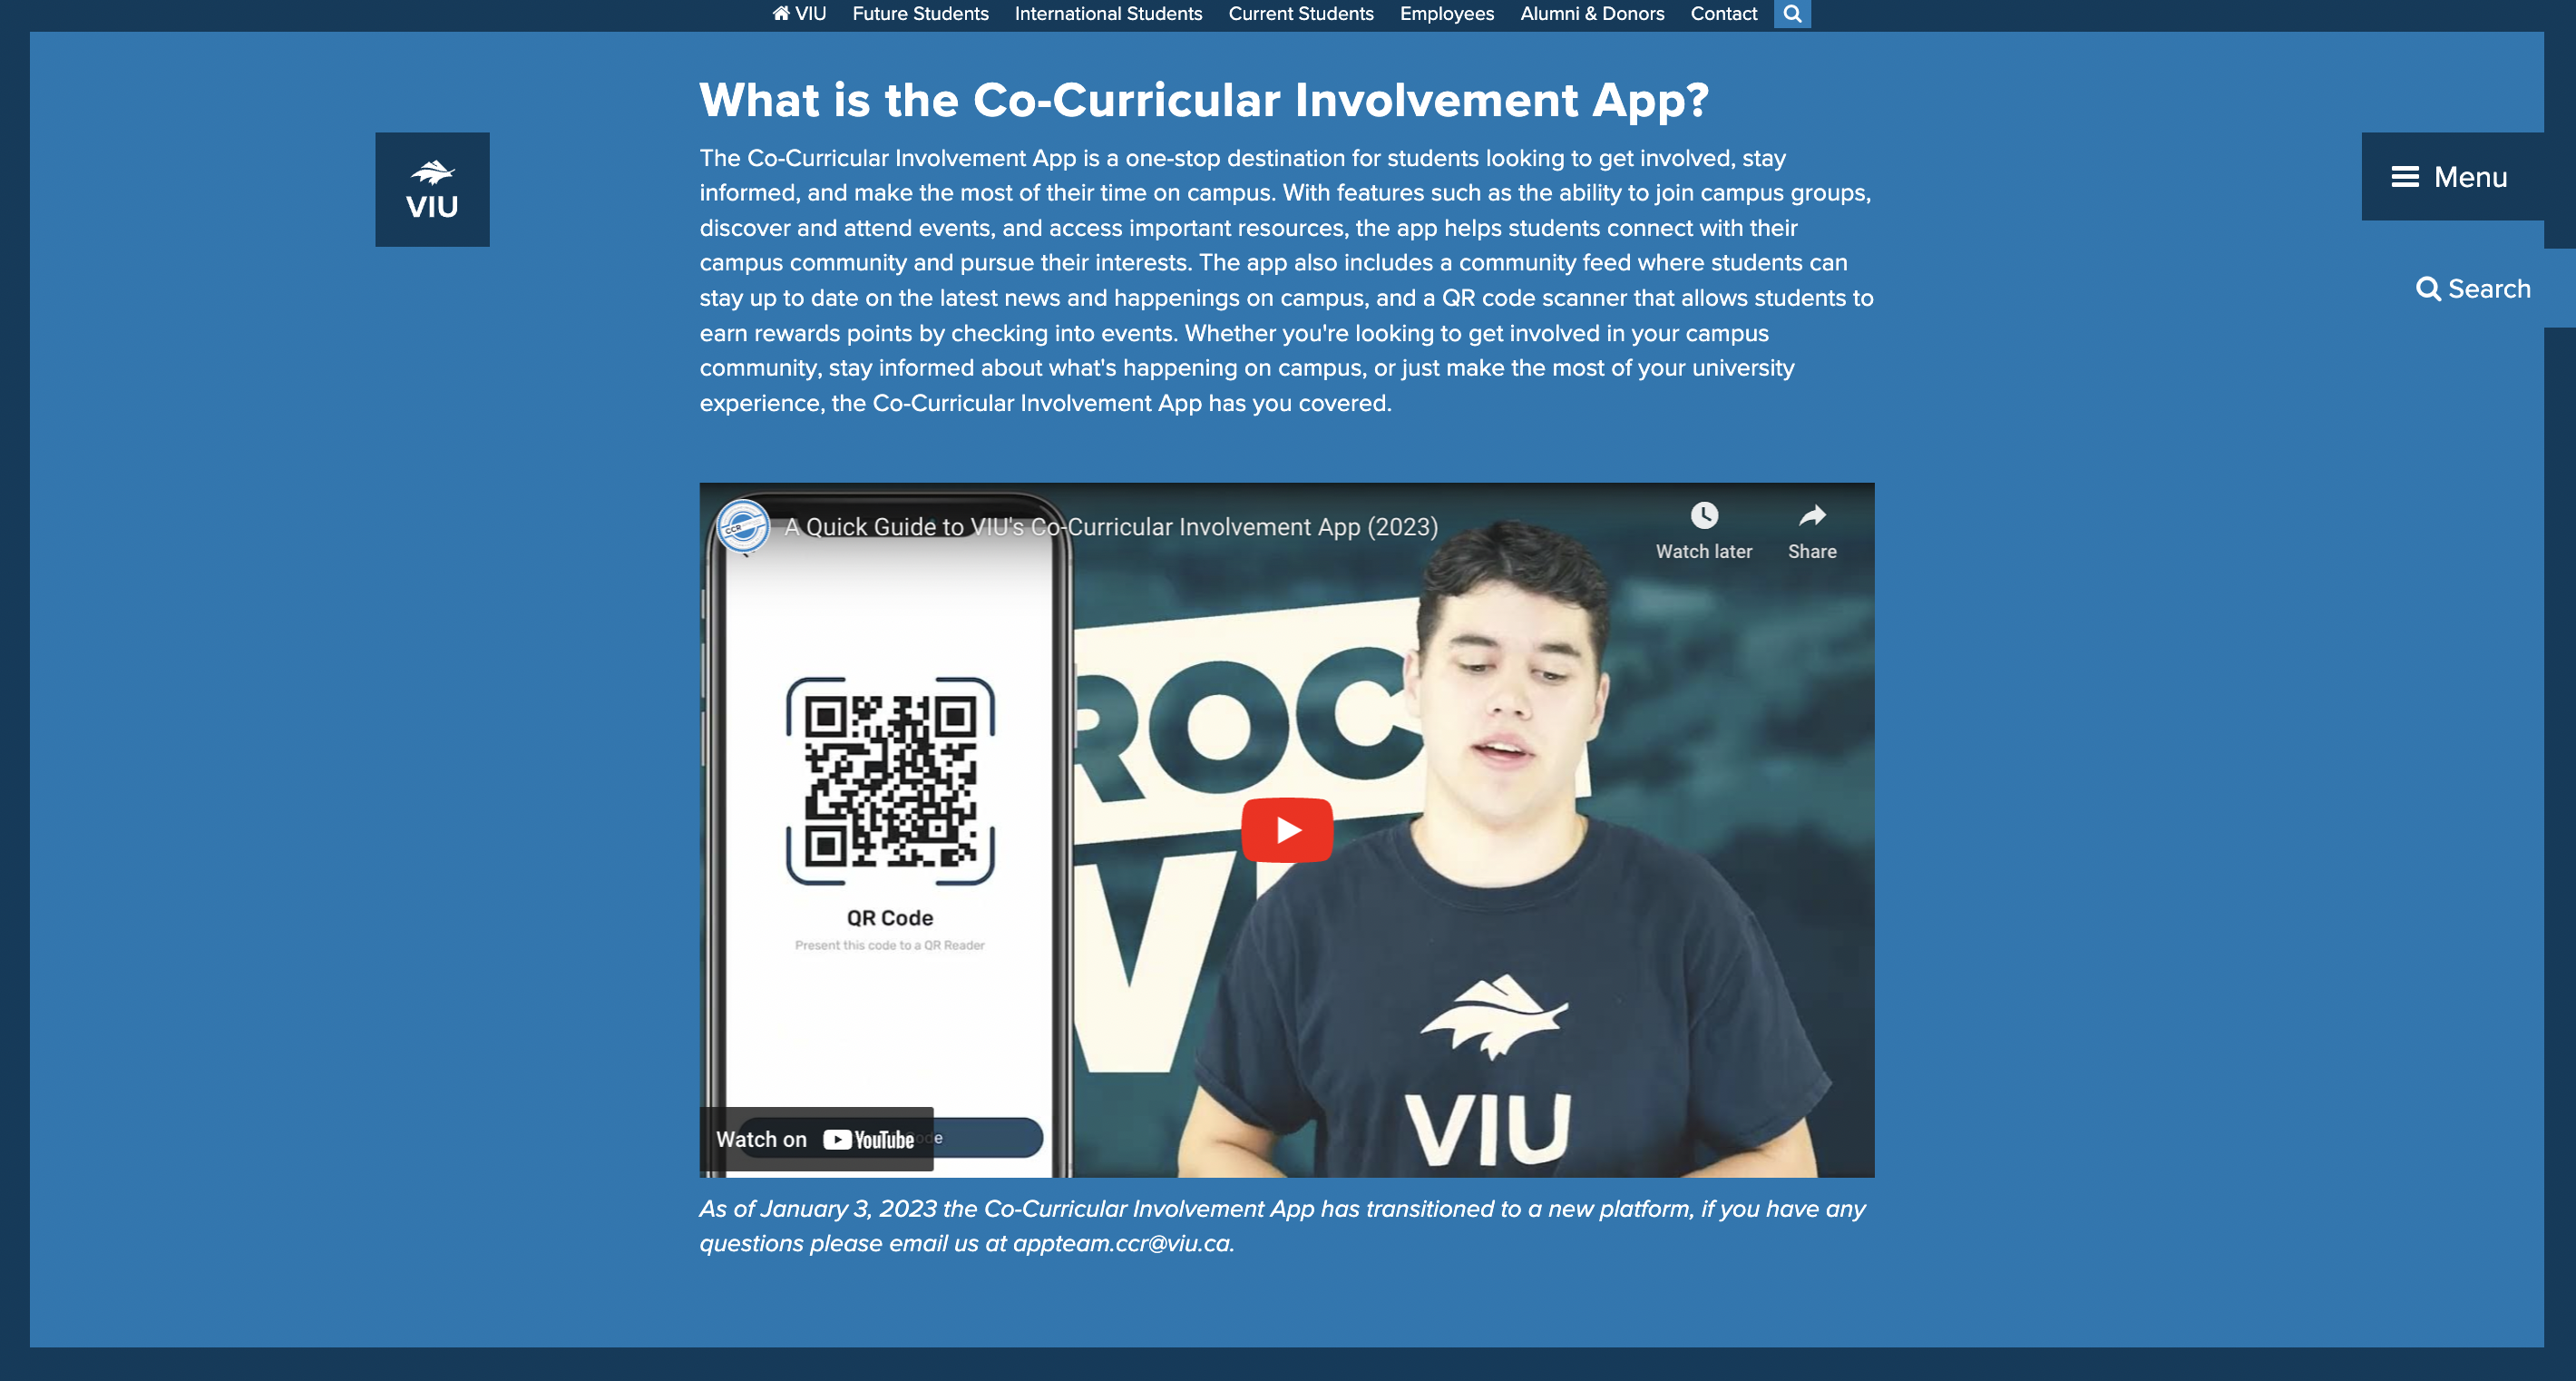 VIU Future Students International Students Current Students Employees Alumni & Donors Contact
What is the Co-Curricular Involvement App?
VIU
Menu
Search
The Co-Curricular Involvement App is a one-stop destination for students looking to get involved, stay
informed, and make the most of their time on campus. With features such as the ability to join campus groups,
discover and attend events, and access important resources, the app helps students connect with their
campus community and pursue their interests. The app also includes a community feed where students can
stay up to date on the latest news and happenings on campus, and a QR code scanner that allows students to
earn rewards points by checking into events. Whether you're looking to get involved in your campus
community, stay informed about what's happening on campus, or just make the most of your university
experience, the Co-Curricular Involvement App has you covered.
CCR
A Quick Guide to VIU's Co-Curricular Involvement App (2023)
Watch later
Share
ROC
V
QR Code
Present this code to a QR Reader
VIU
Watch on YouTube
As of January 3, 2023 the Co-Curricular Involvement App has transitioned to a new platform, if you have any
questions please email us at appteam.ccr@viu.ca.